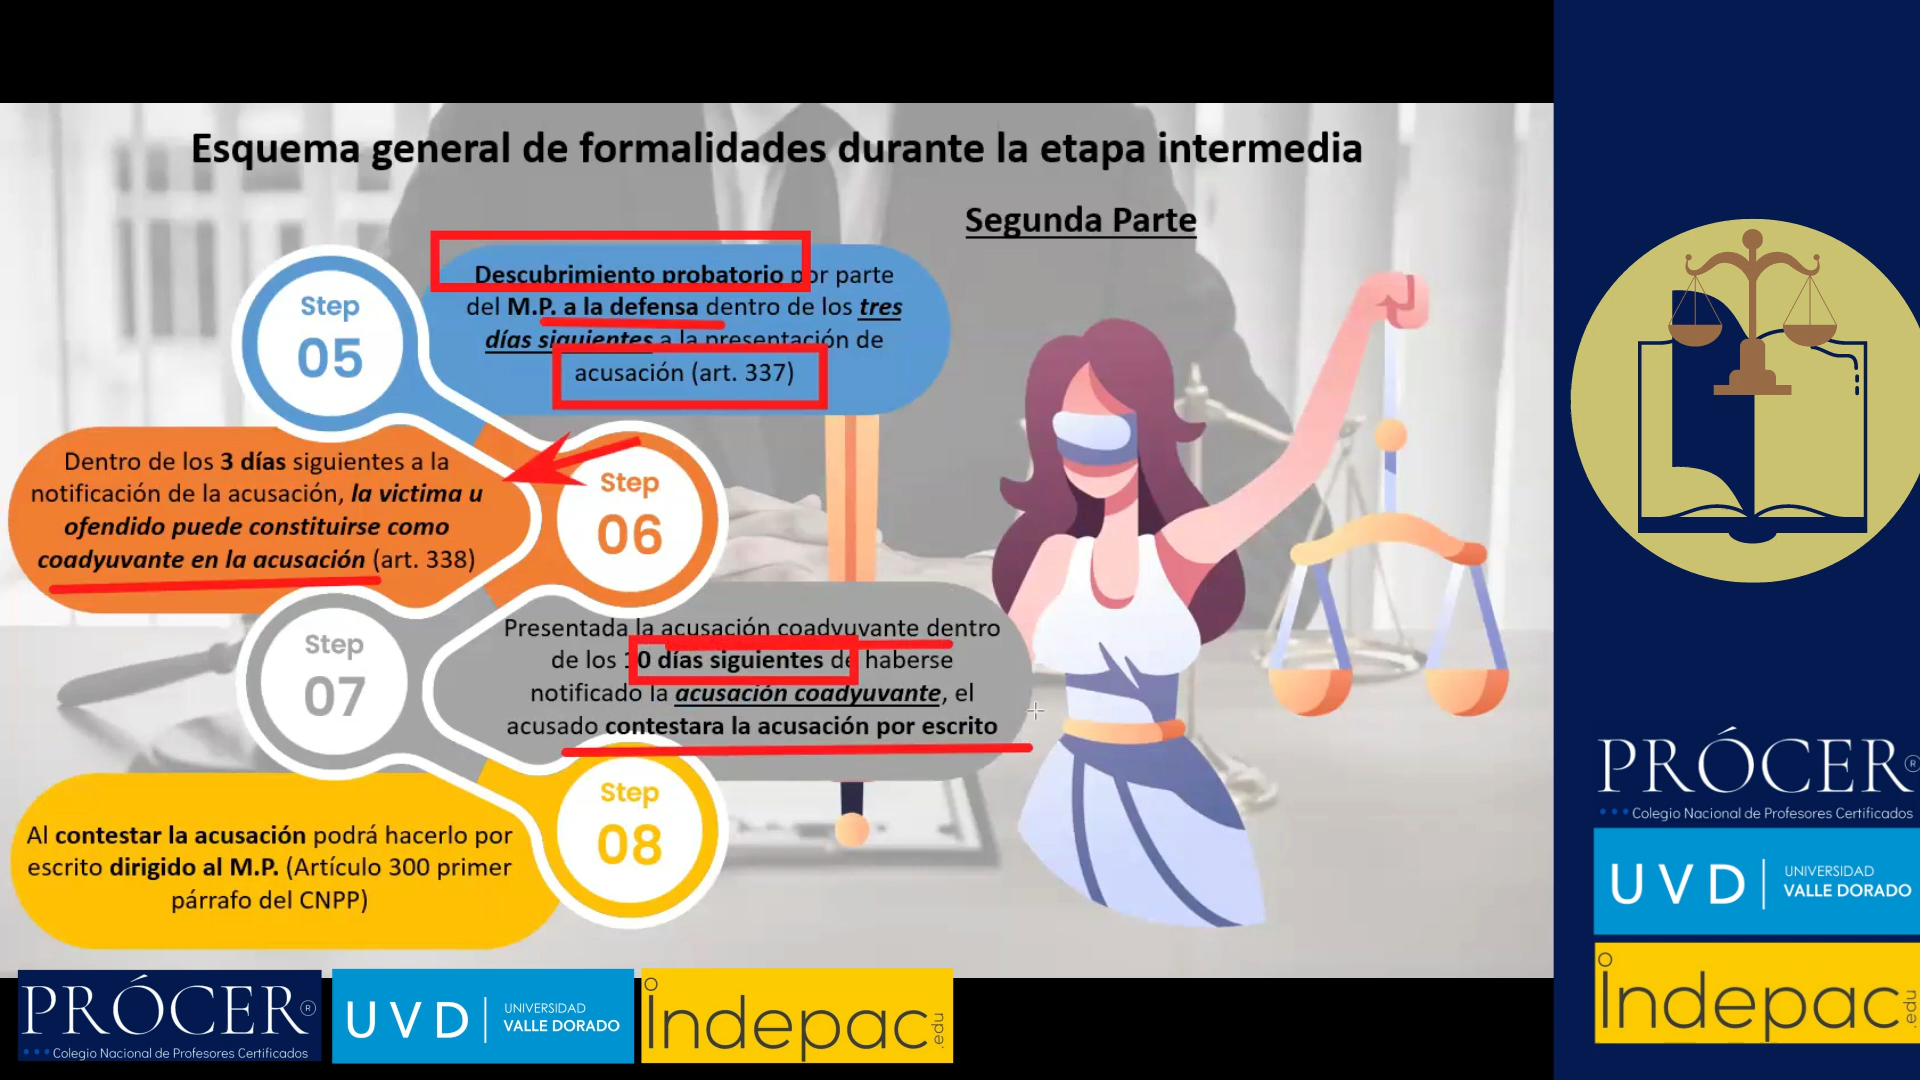 Esquema general de formalidades durante la etapa intermedia
Segunda Parte
Step
05
Descubrimiento probatorio por parte
del M.P. a la defensa dentro de los tres
días siguientes a la presentación de
acusación (art. 337)
Dentro de los 3 días siguientes a la
notificación de la acusación, la victima u
ofendido puede constituirse como
coadyuvante en la acusación (art. 338)
Step
06
Step
07
Presentada la acusación coadyuvante dentro
de los 10 días siguientes de haberse
notificado la acusación coadyuvante, el
acusado contestara la acusación por escrito
Step
08
Al contestar la acusación podrá hacerlo por
escrito dirigido al M.P. (Artículo 300 primer
párrafo del CNPP)
PRÓCER®
Colegio Nacional de Profesores Certificados
UVD
UNIVERSIDAD
VALLE DORADO
Indepac
.edu
PRÓCER®
Colegio Nacional de Profesores Certificados
UVD
UNIVERSIDAD
VALLE DORADO
Indepac
.edu